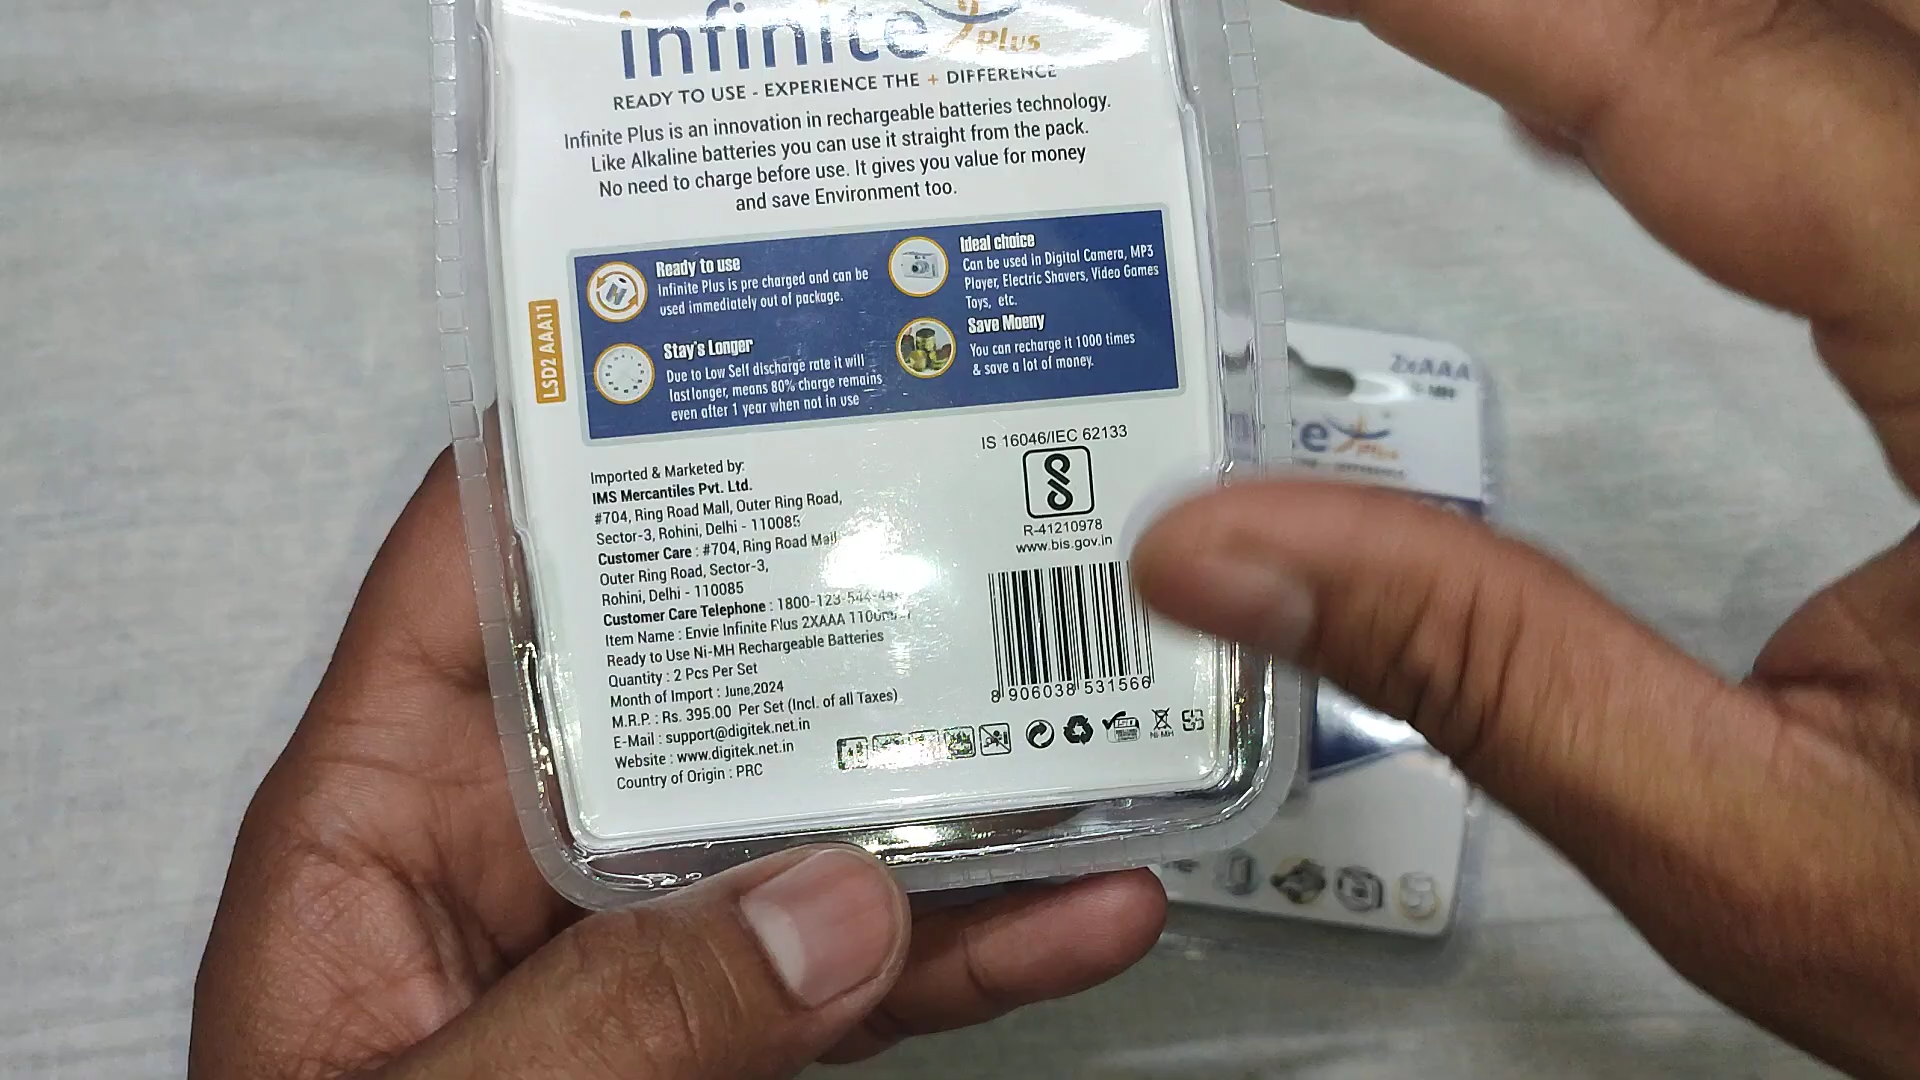 infinite Plus
READY TO USE - EXPERIENCE THE + DIFFERENCE
Infinite Plus is an innovation in rechargeable batteries technology.
Like Alkaline batteries you can use it straight from the pack.
No need to charge before use. It gives you value for money
and save Environment too.
Ready to use
Infinite Plus is pre charged and can be
used immediately out of package.
Stay's Longer
Due to Low Self discharge rate it will
last longer, means 80% charge remains
even after 1 year when not in use
Ideal choice
Can be used in Digital Camera, MP3
Player, Electric Shavers, Video Games
Toys, etc.
Save Moeny
You can recharge it 1000 times
& save a lot of money.
LSD2 AAA11
Imported & Marketed by:
IMS Mercantiles Pvt. Ltd.
#704, Ring Road Mall, Outer Ring Road,
Sector-3, Rohini, Delhi - 110085
Customer Care : #704, Ring Road Mall
Outer Ring Road, Sector-3,
Rohini, Delhi - 110085
Customer Care Telephone : 1800-123-
Item Name : Envie Infinite Plus 2XAAA
Ready to Use Ni-MH Rechargeable Batteries
Quantity : 2 Pcs Per Set
Month of Import : June,2024
M.R.P. : Rs. 395.00 Per Set (Incl. of all Taxes)
E-Mail : support@digitek.net.in
Website : www.digitek.net.in
Country of Origin : PRC
IS 16046/IEC 62133
R-41210978
www.bis.gov.in
8 906038 531566
Ni-MH
2xAAA
Plus